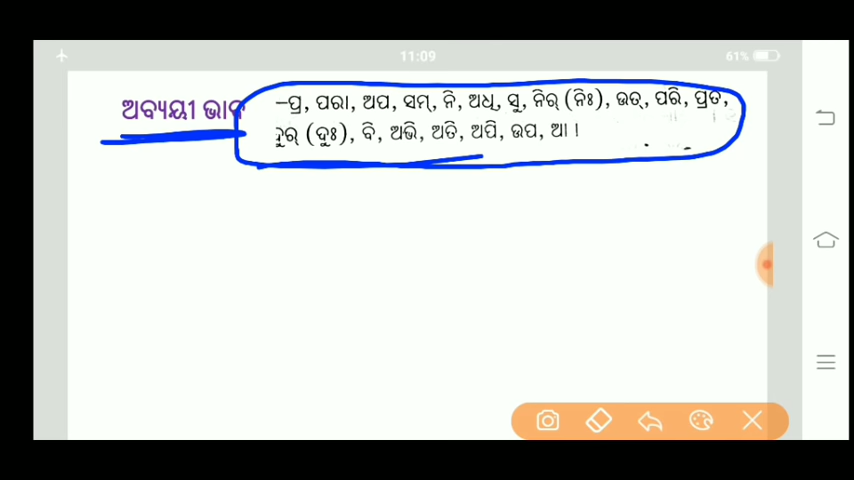 11:09
61%
ଅବ୍ୟୟୀ ଭାବ –ପ୍ର, ପରା, ଅପ, ସମ୍, ନି, ଅଧି, ସୁ, ନିର୍ (ନିଃ), ଉତ୍, ପରି, ପ୍ରତି,
ଦୁର୍ (ଦୁଃ), ବି, ଅଭି, ଅତି, ଅପି, ଉପ, ଆ ।